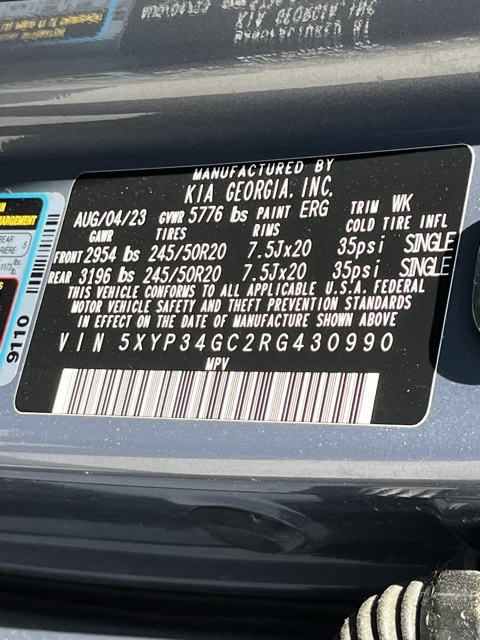 MANUFACTURED BY
KIA GEORGIA. INC.
AUG/04/23 GVWR 5776 lbs PAINT ERG TRIM WK
GAWR TIRES RIMS COLD TIRE INFL
FRONT 2954 lbs 245/50R20 7.5Jx20 35psi SINGLE
REAR 3196 lbs 245/50R20 7.5Jx20 35psi SINGLE
THIS VEHICLE CONFORMS TO ALL APPLICABLE U.S.A. FEDERAL
MOTOR VEHICLE SAFETY AND THEFT PREVENTION STANDARDS
IN EFFECT ON THE DATE OF MANUFACTURE SHOWN ABOVE
VIN 5XYP34GC2RG430990
MPV
9110
REAR
5